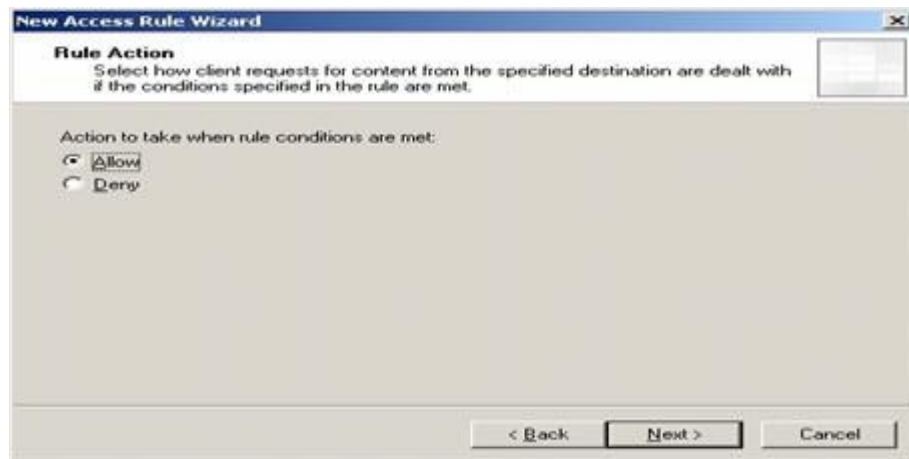 New Access Rule Wizard
Rule Action
Select how client requests for content from the specified destination are dealt with
if the conditions specified in the rule are met.
Action to take when rule conditions are met:
Allow
Deny
< Back Next > Cancel